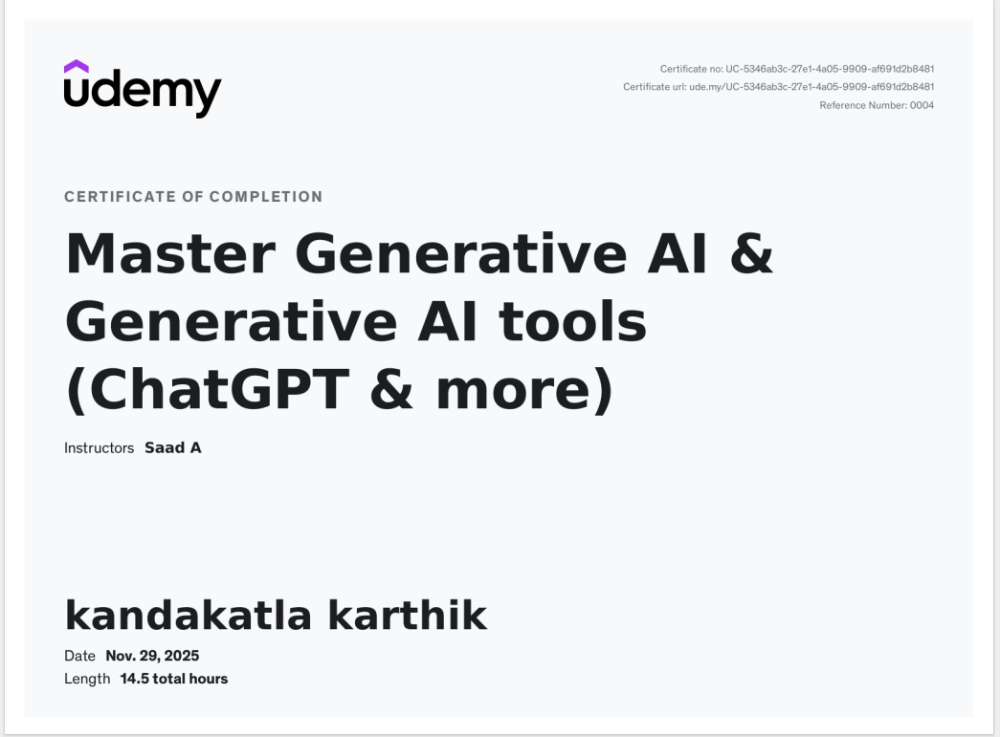 udemy
Certificate no: UC-5346ab3c-27e1-4a05-9909-af691d2b8481
Certificate url: ude.my/UC-5346ab3c-27e1-4a05-9909-af691d2b8481
Reference Number: 0004
CERTIFICATE OF COMPLETION
Master Generative AI &
Generative AI tools
(ChatGPT & more)
Instructors Saad A
kandakatla karthik
Date Nov. 29, 2025
Length 14.5 total hours